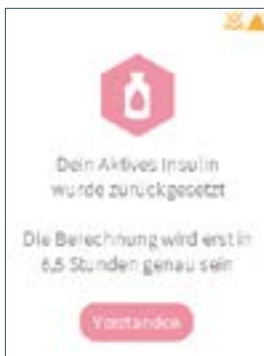 Dein Aktives Insulin
wurde zurückgesetzt
Die Berechnung wird erst in
6,5 Stunden genau sein
Verstanden